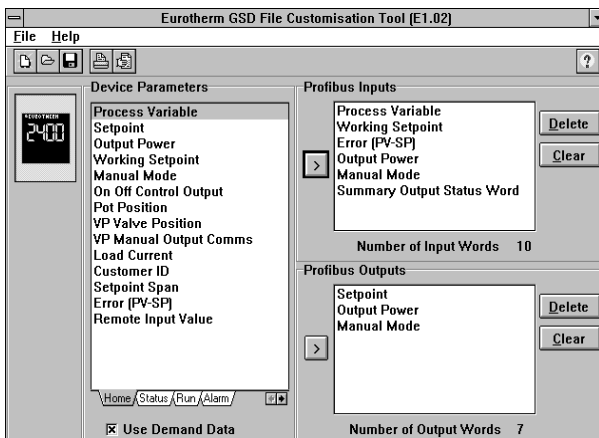 Eurotherm GSD File Customisation Tool (E1.02)
File Help
?
Device Parameters
EUROTHERM
2400
Process Variable
Setpoint
Output Power
Working Setpoint
Manual Mode
On Off Control Output
Pot Position
VP Valve Position
VP Manual Output Comms
Load Current
Customer ID
Setpoint Span
Error (PV-SP)
Remote Input Value
Home Status Run Alarm
Use Demand Data
Profibus Inputs
>
Process Variable
Working Setpoint
Error (PV-SP)
Output Power
Manual Mode
Summary Output Status Word
Delete
Clear
Number of Input Words 10
Profibus Outputs
>
Setpoint
Output Power
Manual Mode
Delete
Clear
Number of Output Words 7